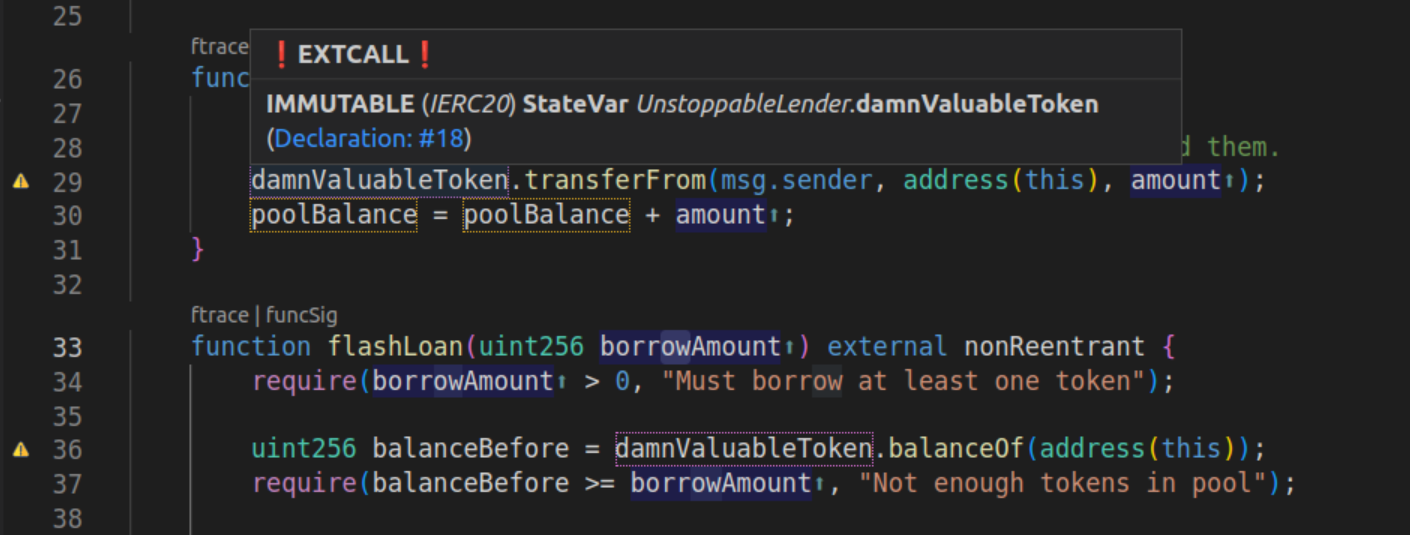 25
ftrace
❗EXTCALL❗
26 func
IMMUTABLE (IERC20) StateVar UnstoppableLender.damnValuableToken
27
(Declaration: #18)
28 d them.
29 damnValuableToken.transferFrom(msg.sender, address(this), amount⬆);
30 poolBalance = poolBalance + amount⬆;
31 }
32
ftrace | funcSig
33 function flashLoan(uint256 borrowAmount⬆) external nonReentrant {
34 require(borrowAmount⬆ > 0, "Must borrow at least one token");
35
36 uint256 balanceBefore = damnValuableToken.balanceOf(address(this));
37 require(balanceBefore >= borrowAmount⬆, "Not enough tokens in pool");
38